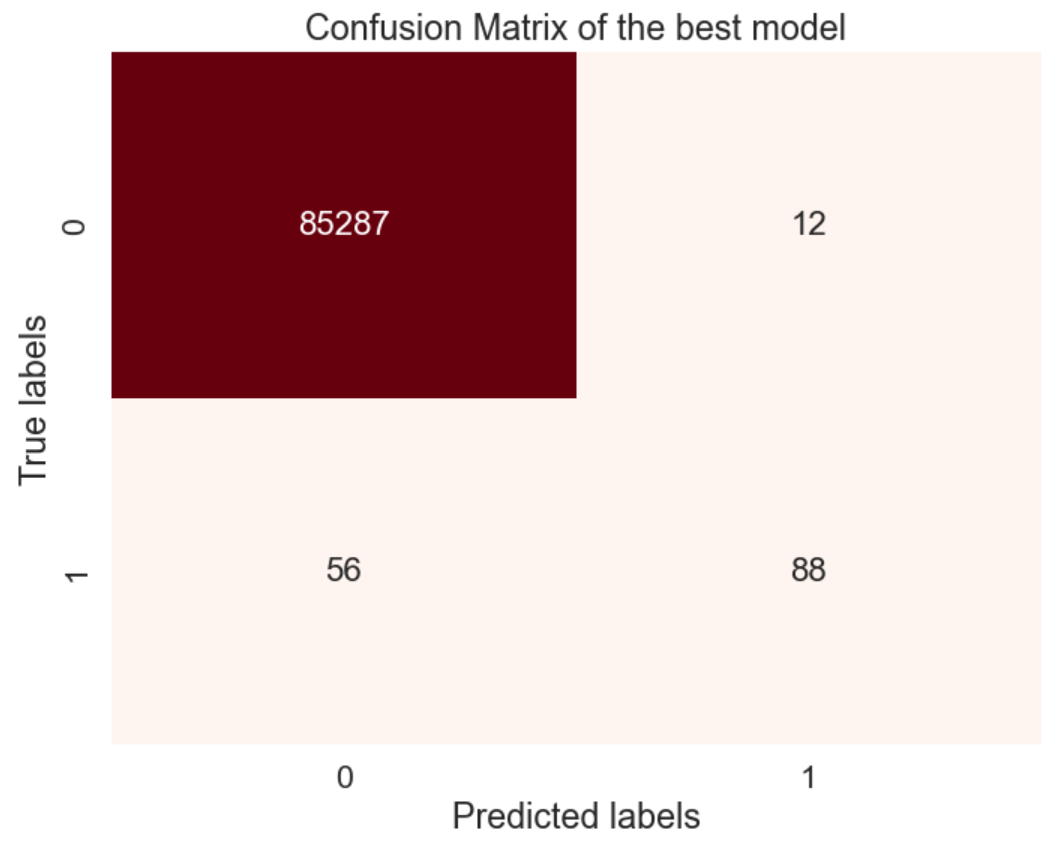 Confusion Matrix of the best model
0
85287
12
True labels
1
56
88
0
1
Predicted labels